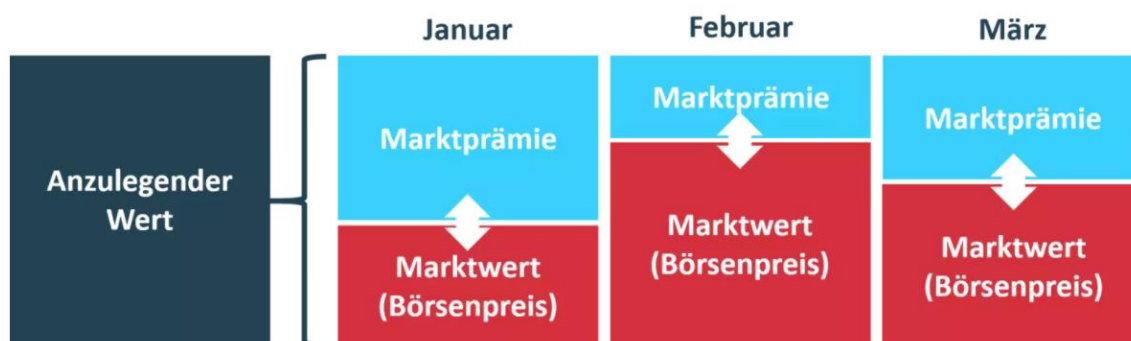 Januar
Februar
März
Anzulegender
Wert
Marktprämie
Marktwert
(Börsenpreis)
Marktprämie
Marktwert
(Börsenpreis)
Marktprämie
Marktwert
(Börsenpreis)